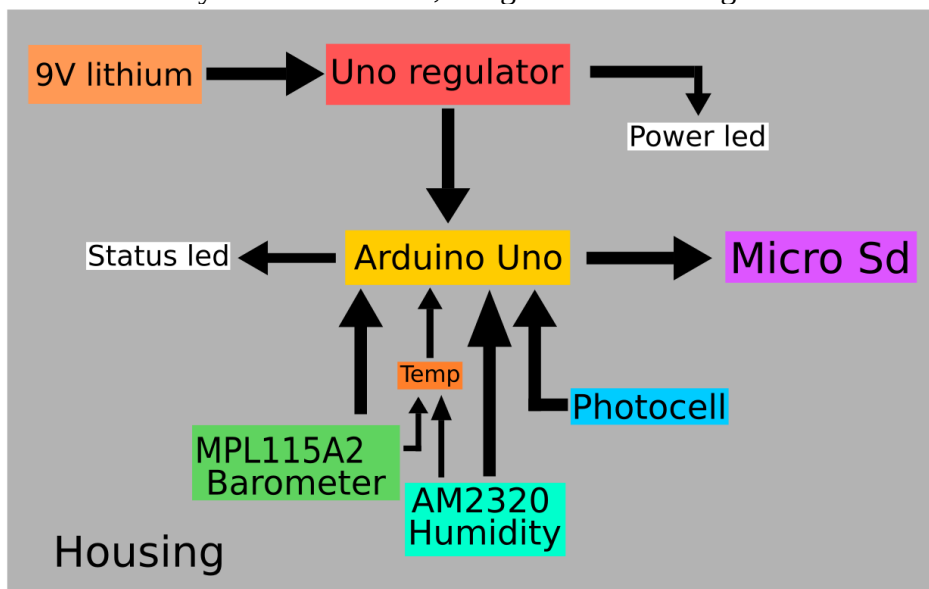 9V lithium
Uno regulator
Power led
Status led
Arduino Uno
Micro Sd
Temp
Photocell
MPL115A2
Barometer
AM2320
Humidity
Housing